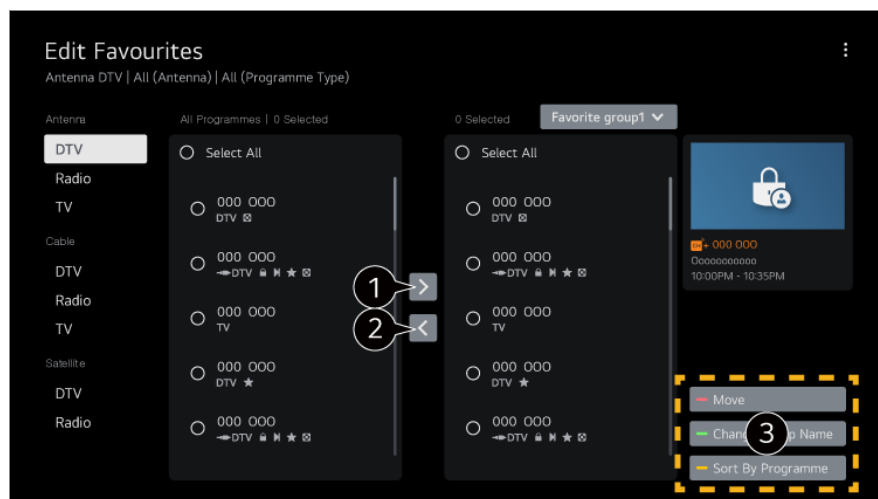 Edit Favourites
Antenna DTV | All (Antenna) | All (Programme Type)
Antenna
DTV
Radio
TV
Cable
DTV
Radio
TV
Satellite
DTV
Radio
All Programmes | 0 Selected
Select All
000 000
DTV
000 000
DTV
000 000
TV
000 000
DTV
000 000
DTV
1
2
0 Selected
Favorite group1
Select All
000 000
DTV
000 000
DTV
000 000
TV
000 000
DTV
000 000
DTV
000 000
Oooooooooo
10:00PM - 10:35PM
Move
3
Name
Sort By Programme